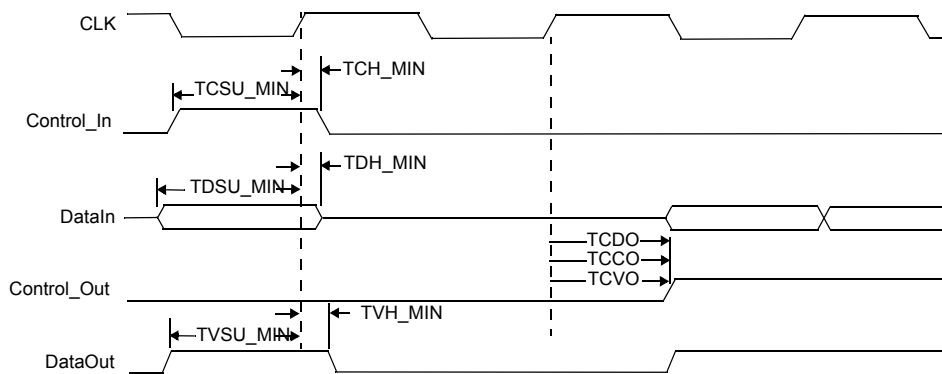 CLK
TCH_MIN
TCSU_MIN
Control_In
TDH_MIN
TDSU_MIN
DataIn
TCDO
TCCO
TCVO
Control_Out
TVH_MIN
TVSU_MIN
DataOut